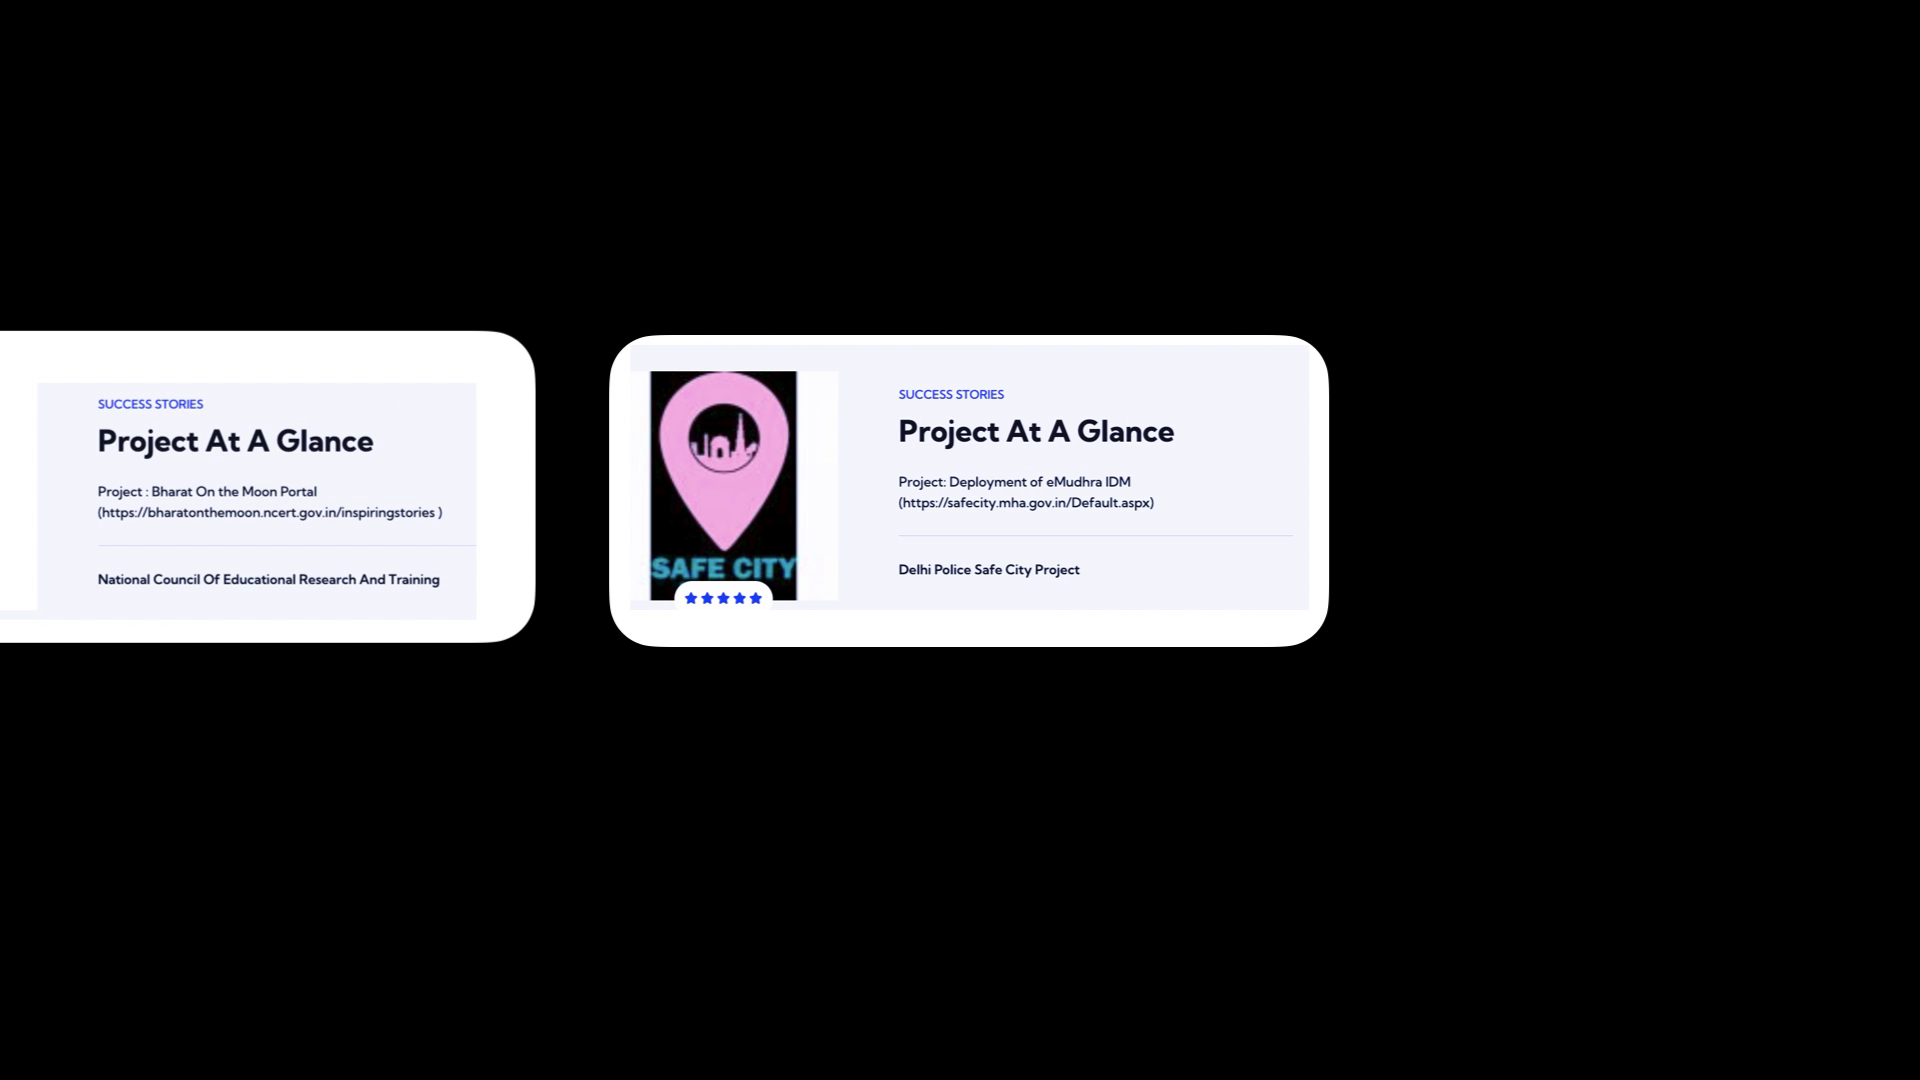 SUCCESS STORIES
Project At A Glance
Project : Bharat On the Moon Portal
(https://bharatonthemoon.ncert.gov.in/inspiringstories )
National Council Of Educational Research And Training
SAFE CITY
SUCCESS STORIES
Project At A Glance
Project: Deployment of eMudhra IDM
(https://safecity.mha.gov.in/Default.aspx)
Delhi Police Safe City Project